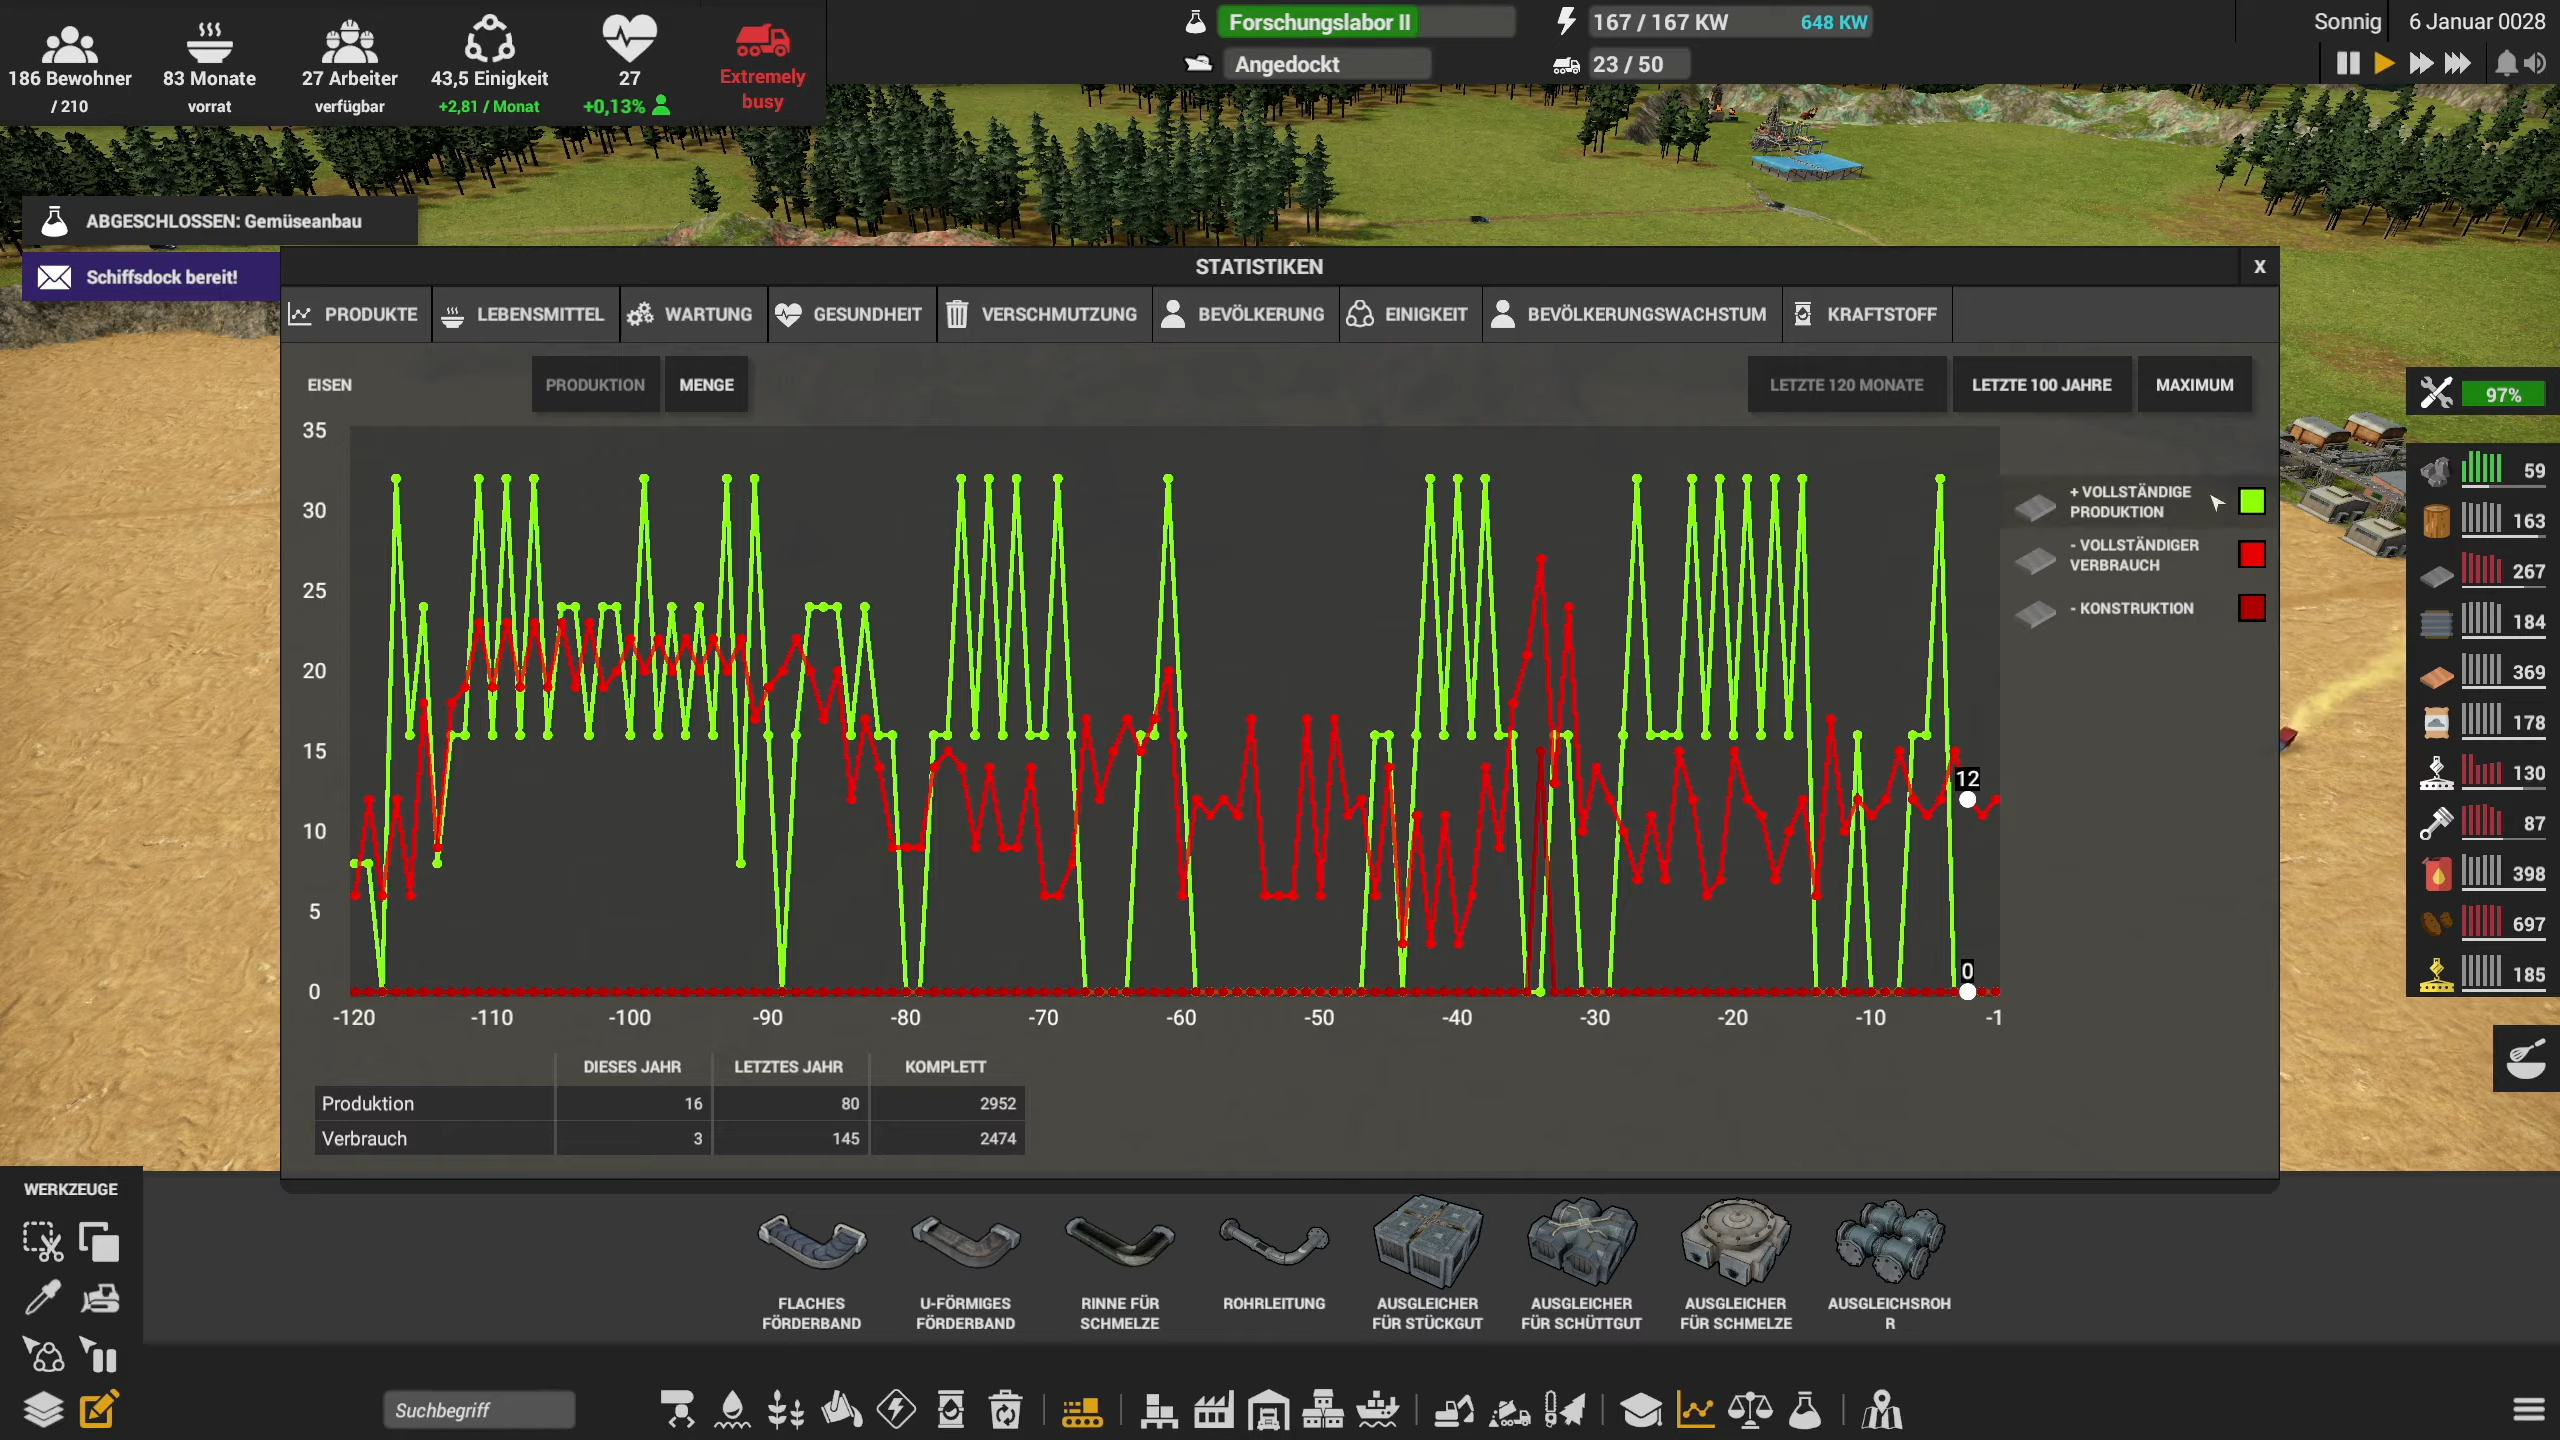 186 Bewohner
/ 210
83 Monate
vorrat
27 Arbeiter
verfügbar
43,5 Einigkeit
+2,81 / Monat
27
+0,13%
Extremely
busy
Forschungslabor II
Angedockt
167 / 167 KW
648 KW
23 / 50
Sonnig
6 Januar 0028
ABGESCHLOSSEN: Gemüseanbau
Schiffsdock bereit!
STATISTIKEN
X
PRODUKTE
LEBENSMITTEL
WARTUNG
GESUNDHEIT
VERSCHMUTZUNG
BEVÖLKERUNG
EINIGKEIT
BEVÖLKERUNGSWACHSTUM
KRAFTSTOFF
EISEN
PRODUKTION
MENGE
LETZTE 120 MONATE
LETZTE 100 JAHRE
MAXIMUM
35
30
25
20
15
10
5
0
12
0
-120
-110
-100
-90
-80
-70
-60
-50
-40
-30
-20
-10
-1
+ VOLLSTÄNDIGE
PRODUKTION
- VOLLSTÄNDIGER
VERBRAUCH
- KONSTRUKTION
DIESES JAHR
LETZTES JAHR
KOMPLETT
Produktion
16
80
2952
Verbrauch
3
145
2474
97%
59
163
267
184
369
178
130
87
398
697
185
WERKZEUGE
FLACHES
FÖRDERBAND
U-FÖRMIGES
FÖRDERBAND
RINNE FÜR
SCHMELZE
ROHRLEITUNG
AUSGLEICHER
FÜR STÜCKGUT
AUSGLEICHER
FÜR SCHÜTTGUT
AUSGLEICHER
FÜR SCHMELZE
AUSGLEICHSROH
R
Suchbegriff